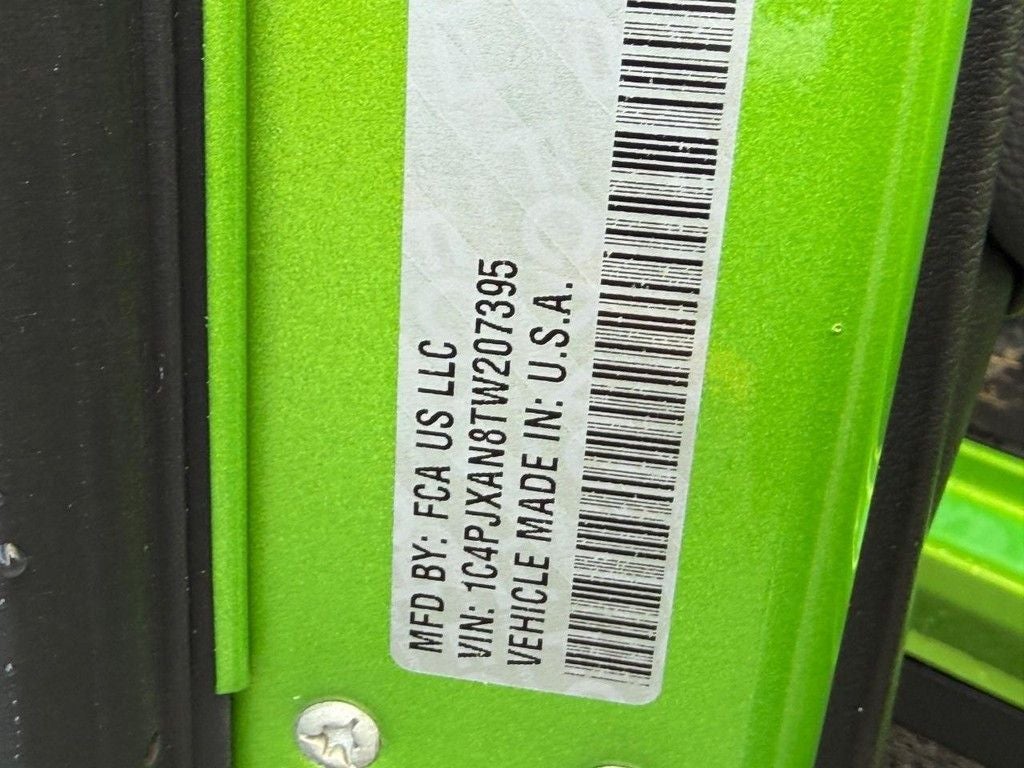 MFD BY: FCA US LLC
VIN: 1C4PJXAN8TW207395
VEHICLE MADE IN: U.S.A.